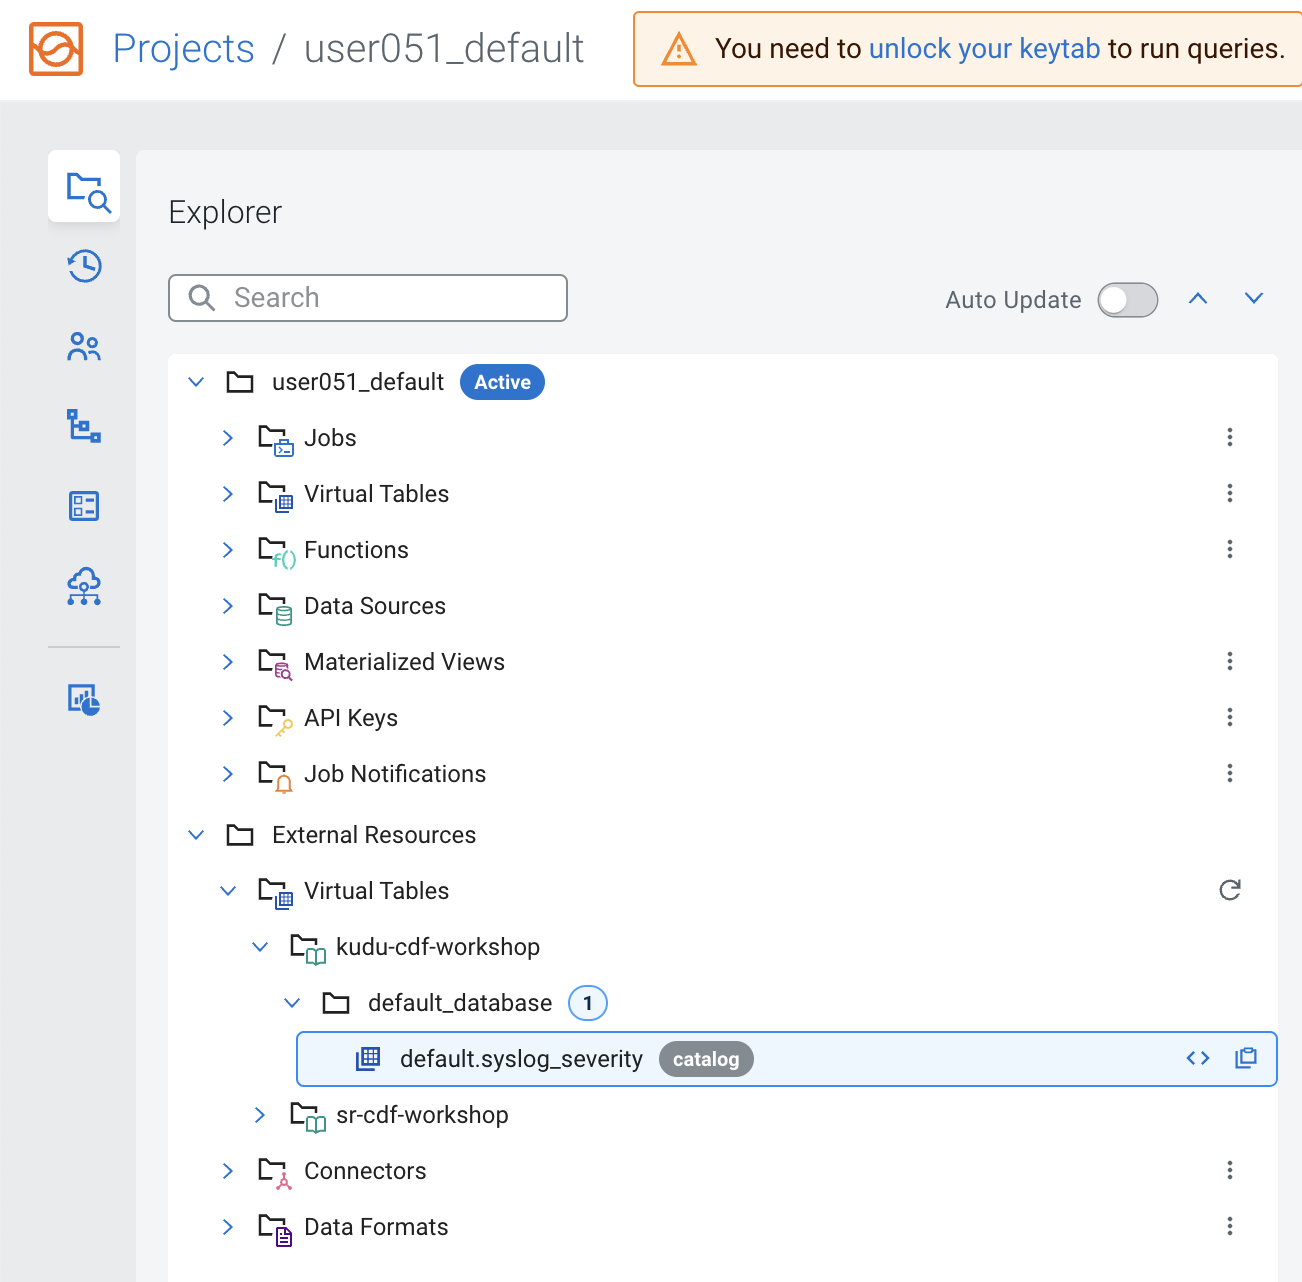 Projects / user051_default
You need to unlock your keytab to run queries.
Explorer
Search
Auto Update
user051_default Active
Jobs
Virtual Tables
f()
Functions
Data Sources
Materialized Views
API Keys
Job Notifications
External Resources
Virtual Tables
kudu-cdf-workshop
default_database 1
default.syslog_severity catalog
sr-cdf-workshop
Connectors
Data Formats